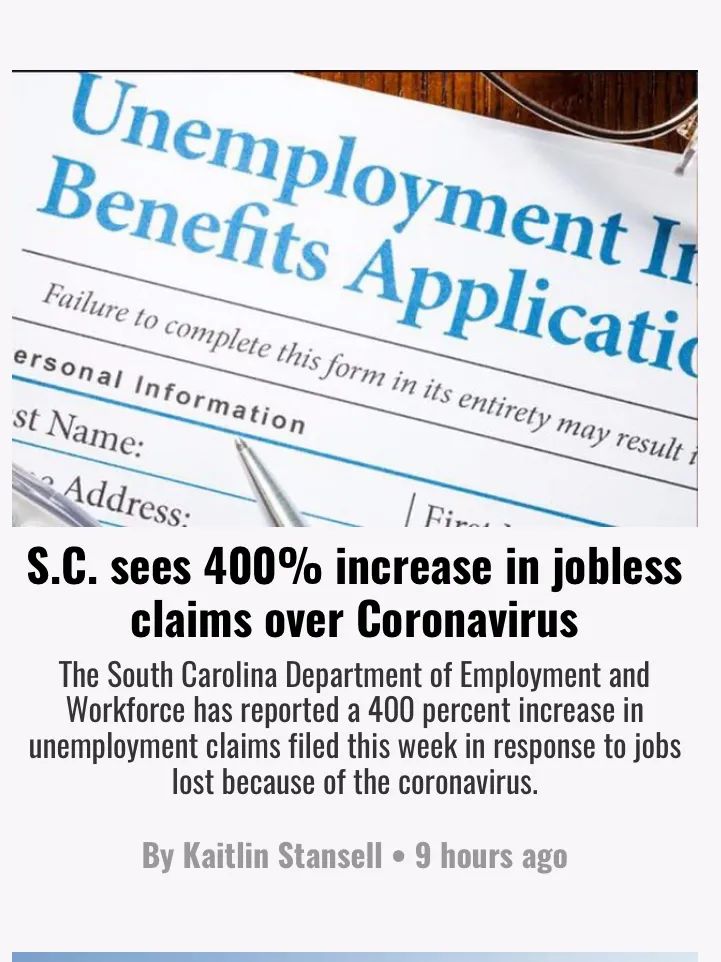 Unemployment
Benefits Application
Failure to complete this form in its entirety may result
ersonal Information
st Name:
Address:
S.C. sees 400% increase in jobless
claims over Coronavirus
The South Carolina Department of Employment and
Workforce has reported a 400 percent increase in
unemployment claims filed this week in response to jobs
lost because of the coronavirus.
By Kaitlin Stansell • 9 hours ago